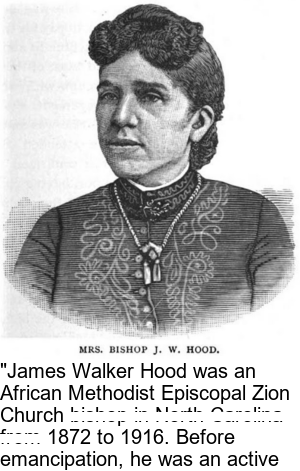 MRS. BISHOP J. W. HOOD.
"James Walker Hood was an
African Methodist Episcopal Zion
Church
1872 to 1916. Before
emancipation, he was an active